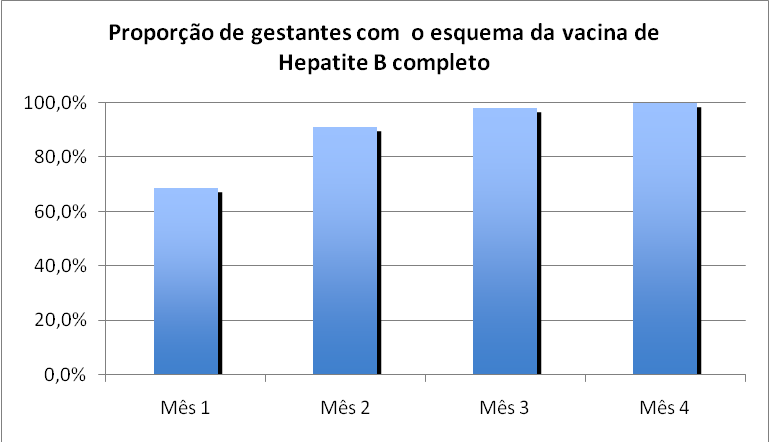 Proporção de gestantes com  o esquema da vacina de
Hepatite B completo
100,0%
80,0%
60,0%
40,0%
20,0%
0,0%
Mês 1
Mês 2
Mês 3
Mês 4